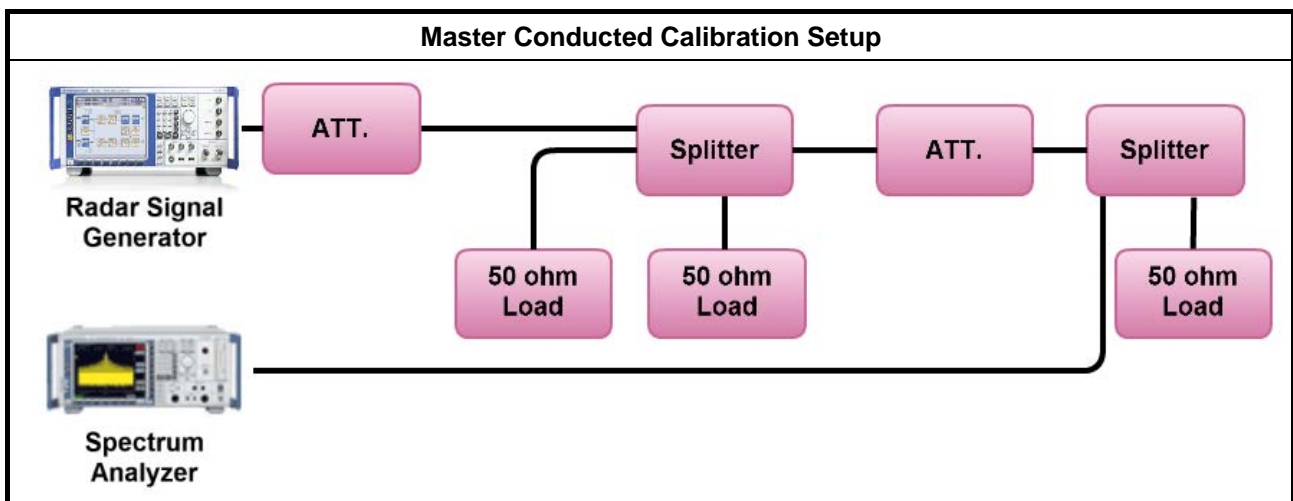 Master Conducted Calibration Setup
ATT.
Splitter
ATT.
Splitter
Radar Signal
Generator
50 ohm
Load
50 ohm
Load
50 ohm
Load
Spectrum
Analyzer